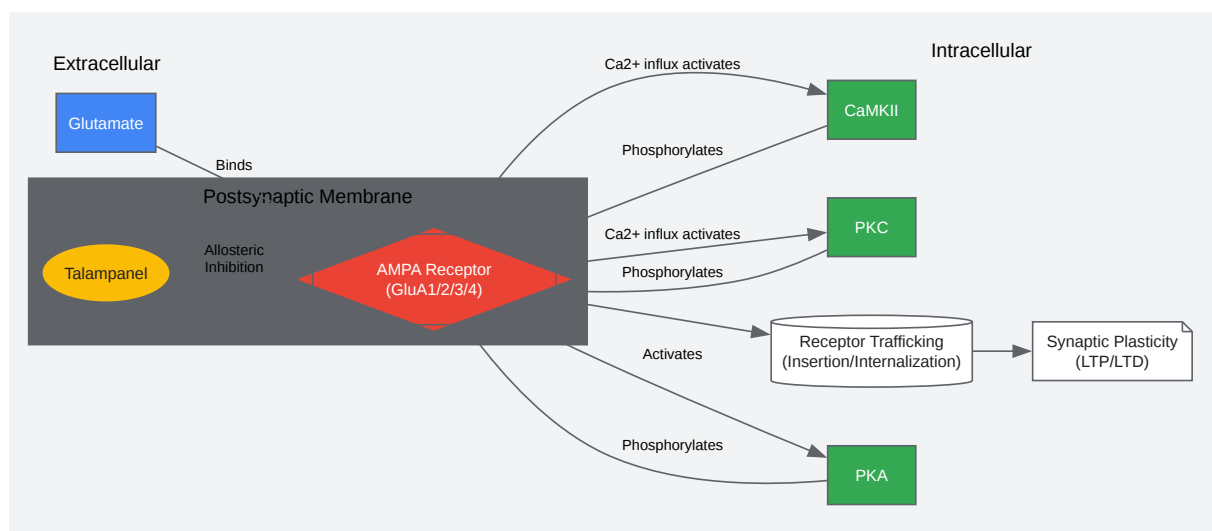 Extracellular
Intracellular
Glutamate
Binds
Postsynaptic Membrane
Talampanel
Allosteric
Inhibition
AMPA Receptor
(GluA1/2/3/4)
Ca2+ influx activates
CaMKII
Phosphorylates
Ca2+ influx activates
PKC
Phosphorylates
Receptor Trafficking
(Insertion/Internalization)
Synaptic Plasticity
(LTP/LTD)
Activates
Phosphorylates
PKA